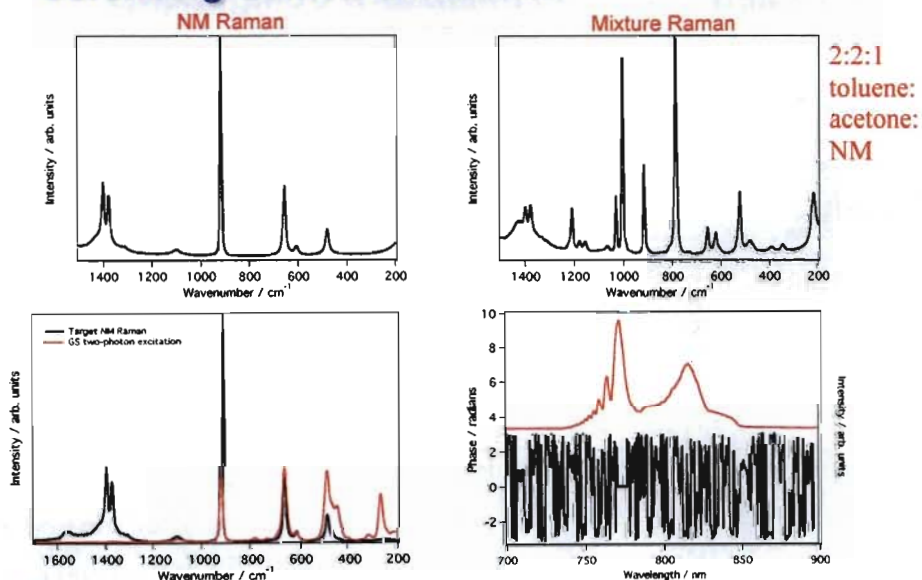 NM Raman
Mixture Raman
2:2:1
toluene:
acetone:
NM
Intensity / arb. units
1400 1200 1000 800 600 400 200
Wavenumber / cm⁻¹
Intensity / arb. units
1400 1200 1000 800 600 400 200
Wavenumber / cm⁻¹
Target NM Raman
GS two-photon excitation
Intensity / arb. units
1600 1400 1200 1000 800 600 400 200
Wavenumber / cm⁻¹
10
8
6
4
2
0
-2
Phase / radians
Intensity / arb. units
700 750 800 850 900
Wavelength / nm